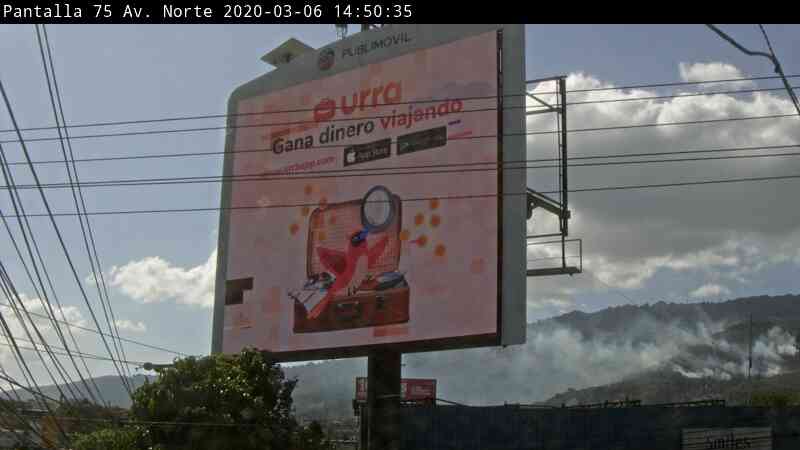 Pantalla 75 Av. Norte 2020-03-06 14:50:35
PUBLIMOVIL
urra
Gana dinero viajando
App Store
Smiles